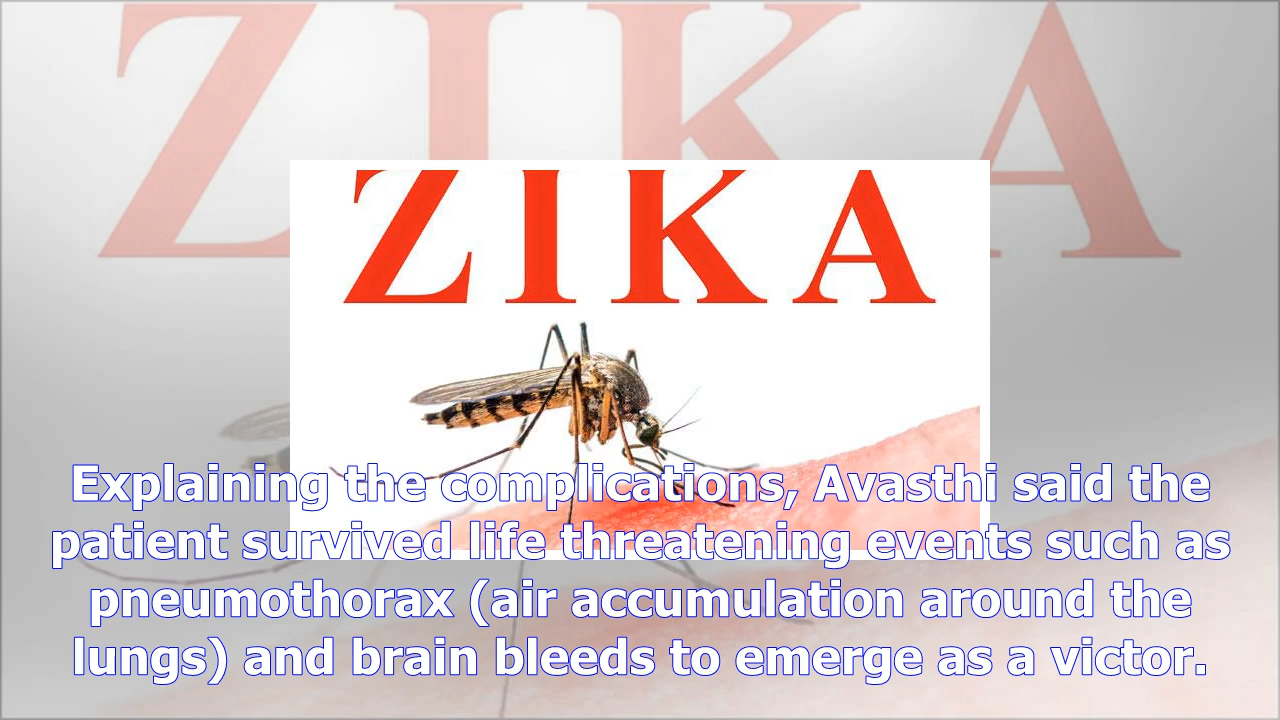 ZIKA
ZIKA
Explaining the complications, Avasthi said the
patient survived life threatening events such as
pneumothorax (air accumulation around the
lungs) and brain bleeds to emerge as a victor.